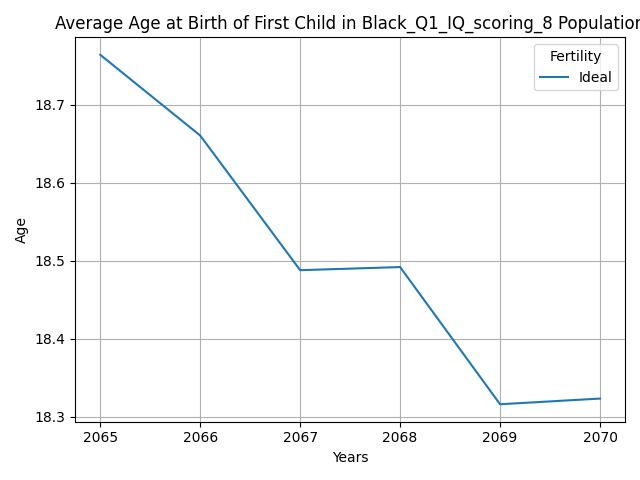 Average Age at Birth of First Child in Black_Q1_IQ_scoring_8 Population
Fertility
Ideal
18.7
18.6
18.5
18.4
18.3
Age
2065 2066 2067 2068 2069 2070
Years